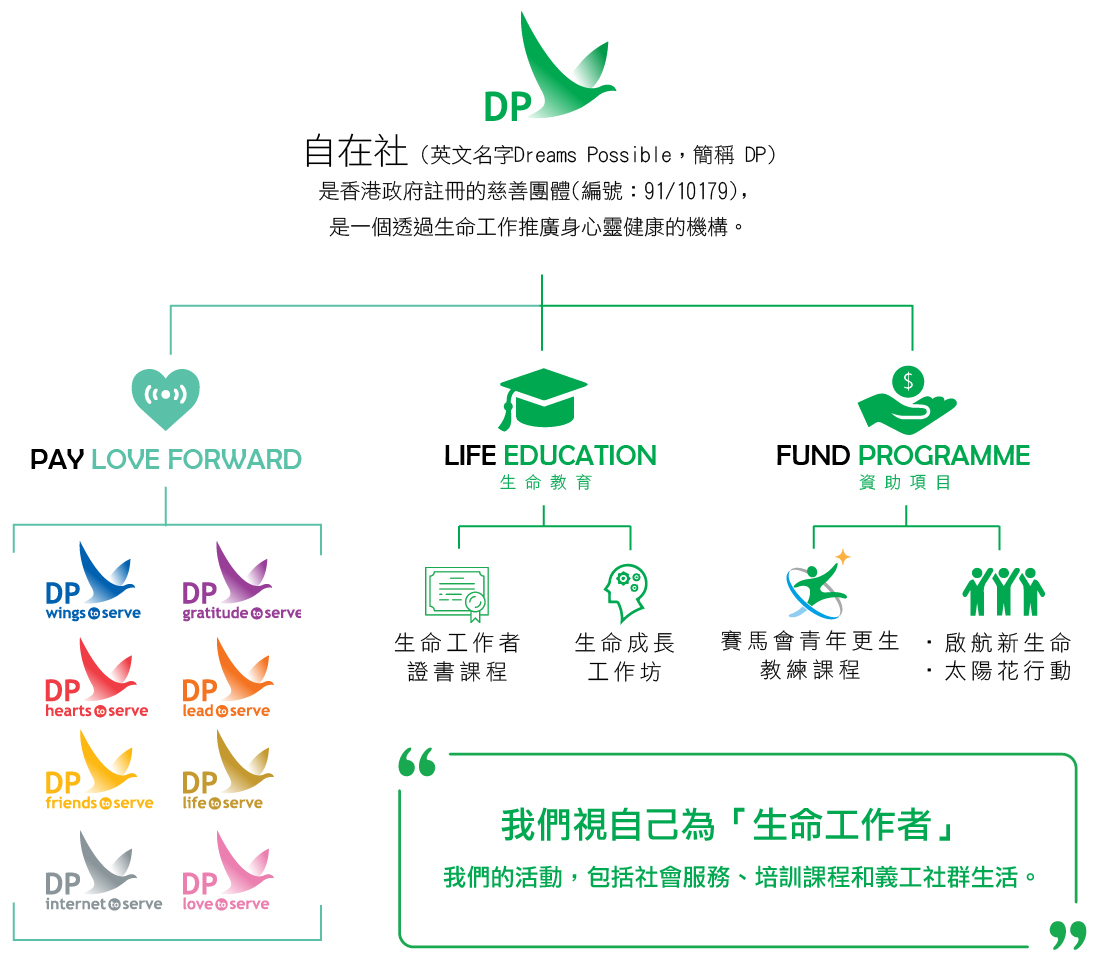 DP
自在社（英文名字Dreams Possible，簡稱 DP）
是香港政府註冊的慈善團體(編號：91/10179)，
是一個透過生命工作推廣身心靈健康的機構。
PAY LOVE FORWARD
DP
wings to serve
DP
gratitude to serve
DP
hearts to serve
DP
lead to serve
DP
friends to serve
DP
life to serve
DP
internet to serve
DP
love to serve
LIFE EDUCATION
生命教育
生命工作者
證書課程
生命成長
工作坊
$
FUND PROGRAMME
資助項目
賽馬會青年更生
教練課程
・啟航新生命
・太陽花行動
“
我們視自己為「生命工作者」
我們的活動，包括社會服務、培訓課程和義工社群生活。
”